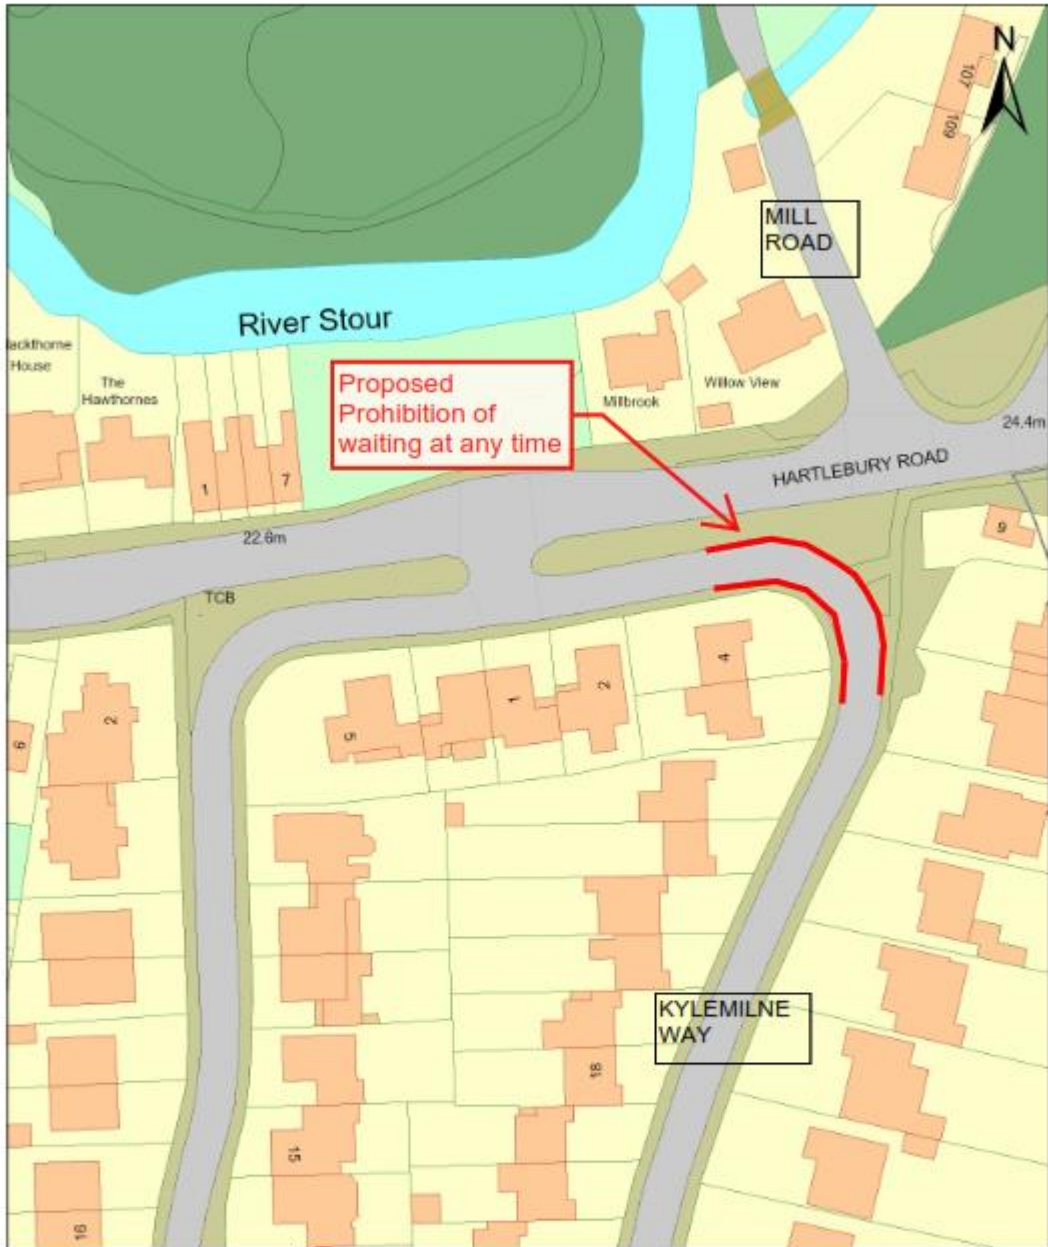 N
107
109
MILL
ROAD
River Stour
lackthorne
House
The
Hawthornes
Proposed
Prohibition of
waiting at any time
Millbrook
Willow View
24.4m
1
7
HARTLEBURY ROAD
22.6m
9
TCB
4
2
1
2
5
6
KYLEMILNE
WAY
18
15
16